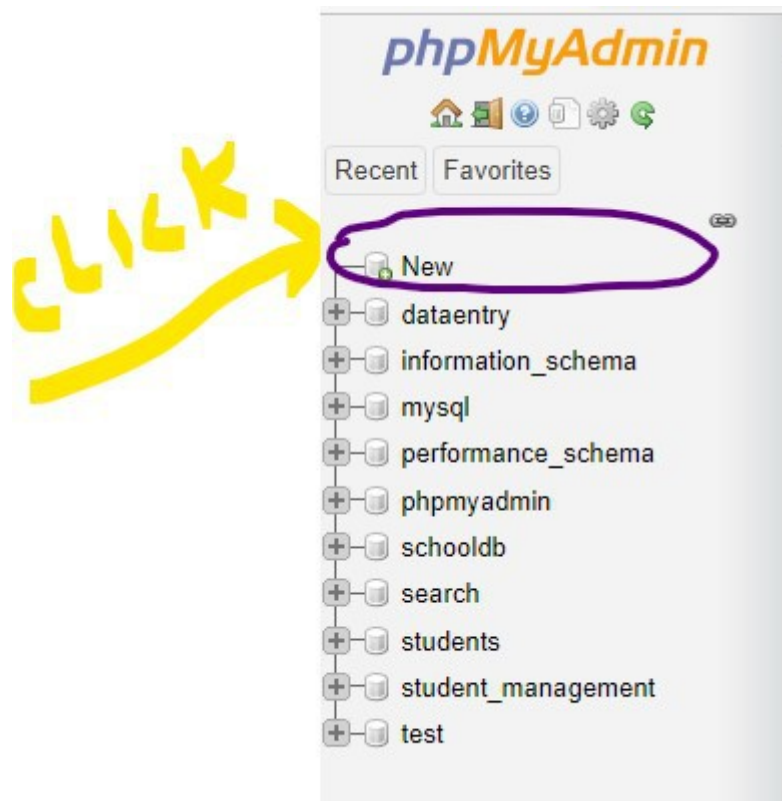 phpMyAdmin
Recent Favorites
CLICK
New
dataentry
information_schema
mysql
performance_schema
phpmyadmin
schooldb
search
students
student_management
test